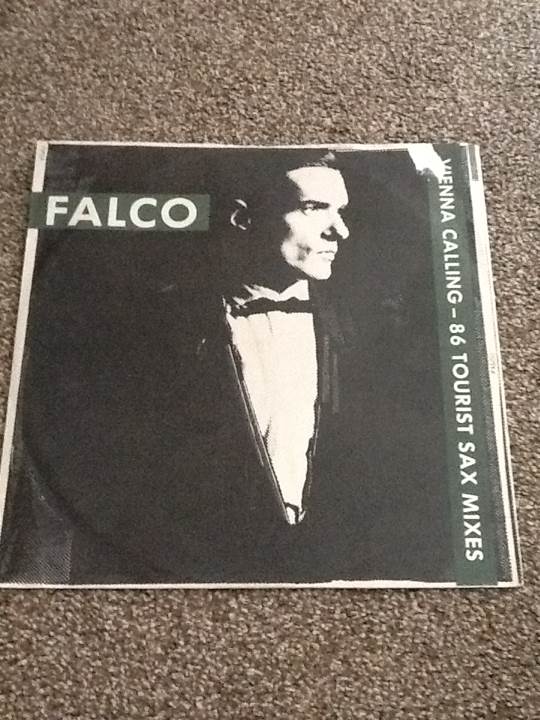 FALCO
VIENNA CALLING – 86 TOURIST SAX MIXES